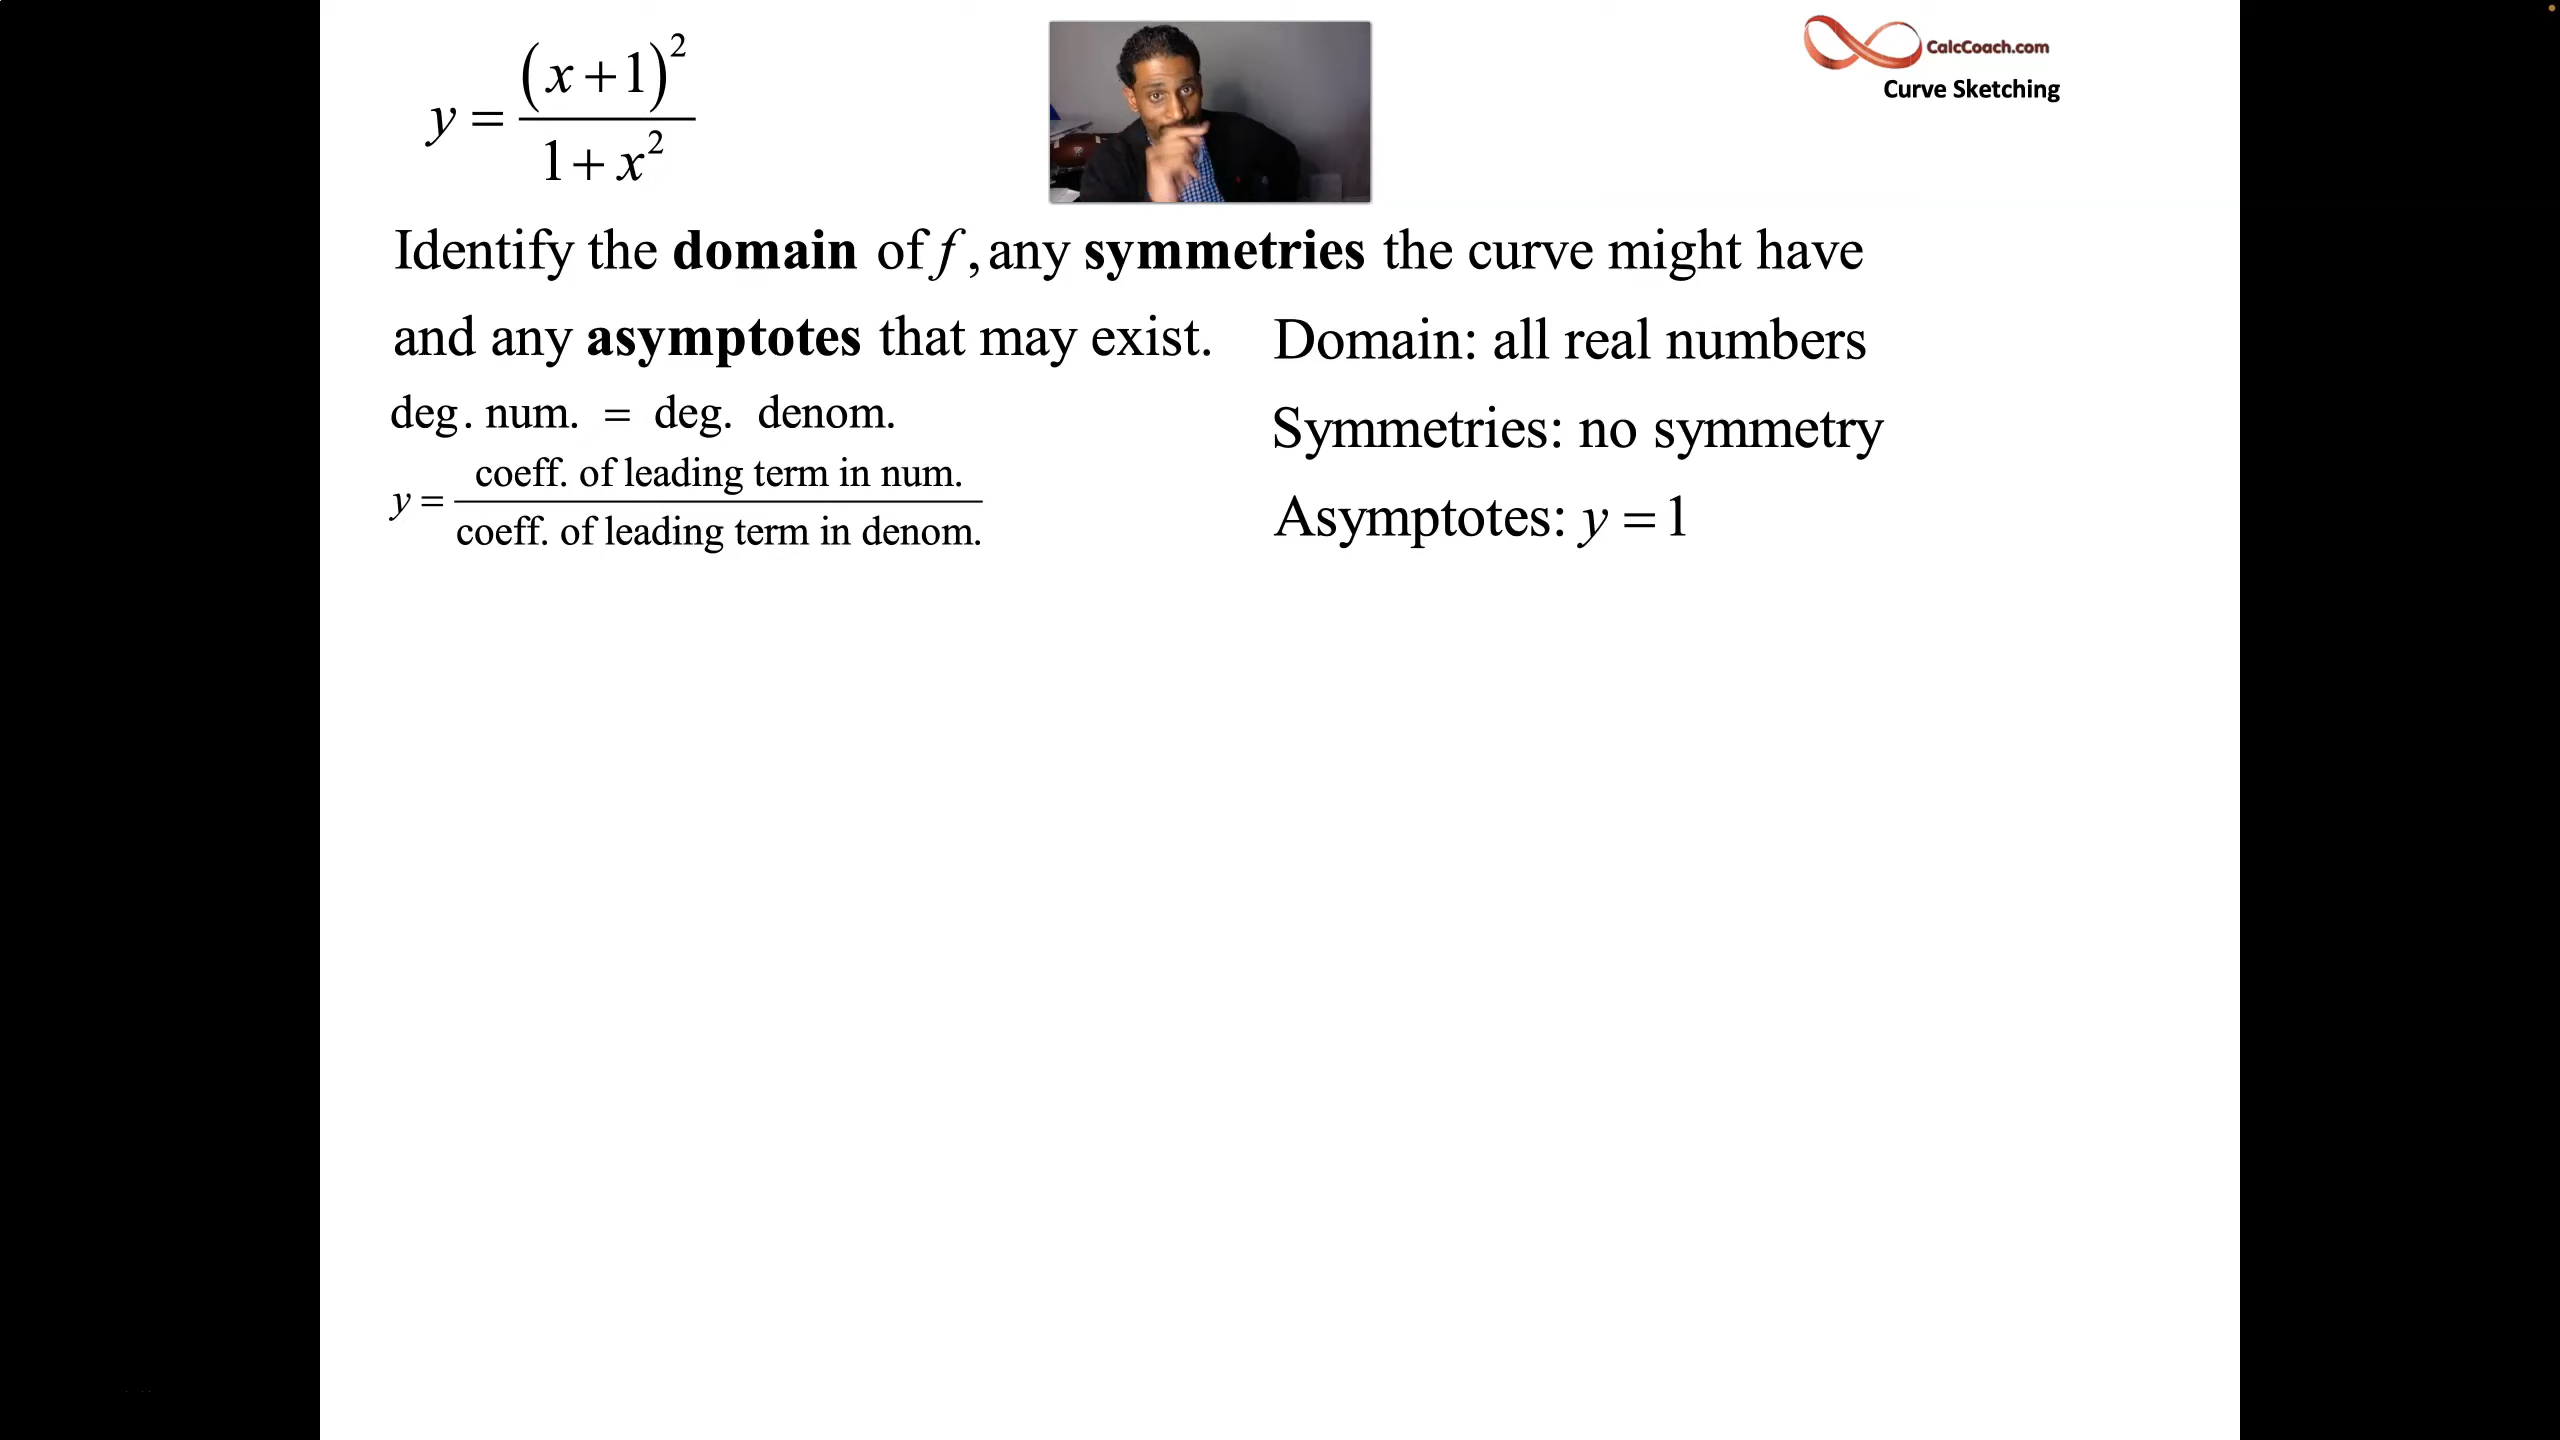 y = (x+1)² / (1+x²)
CalcCoach.com
Curve Sketching
Identify the domain of f, any symmetries the curve might have
and any asymptotes that may exist.
Domain: all real numbers
deg. num. = deg. denom.
Symmetries: no symmetry
y = coeff. of leading term in num. / coeff. of leading term in denom.
Asymptotes: y = 1